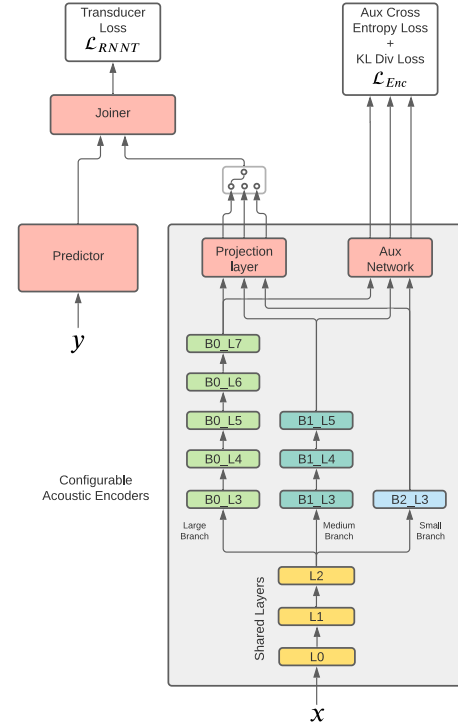 Transducer
Loss
ℒ_RNNT
Aux Cross
Entropy Loss
+
KL Div Loss
ℒ_Enc
Joiner
Predictor
y
Projection
layer
Aux
Network
B0_L7
B0_L6
B0_L5
B0_L4
B0_L3
B1_L5
B1_L4
B1_L3
B2_L3
Configurable
Acoustic Encoders
Large
Branch
Medium
Branch
Small
Branch
Shared Layers
L2
L1
L0
x